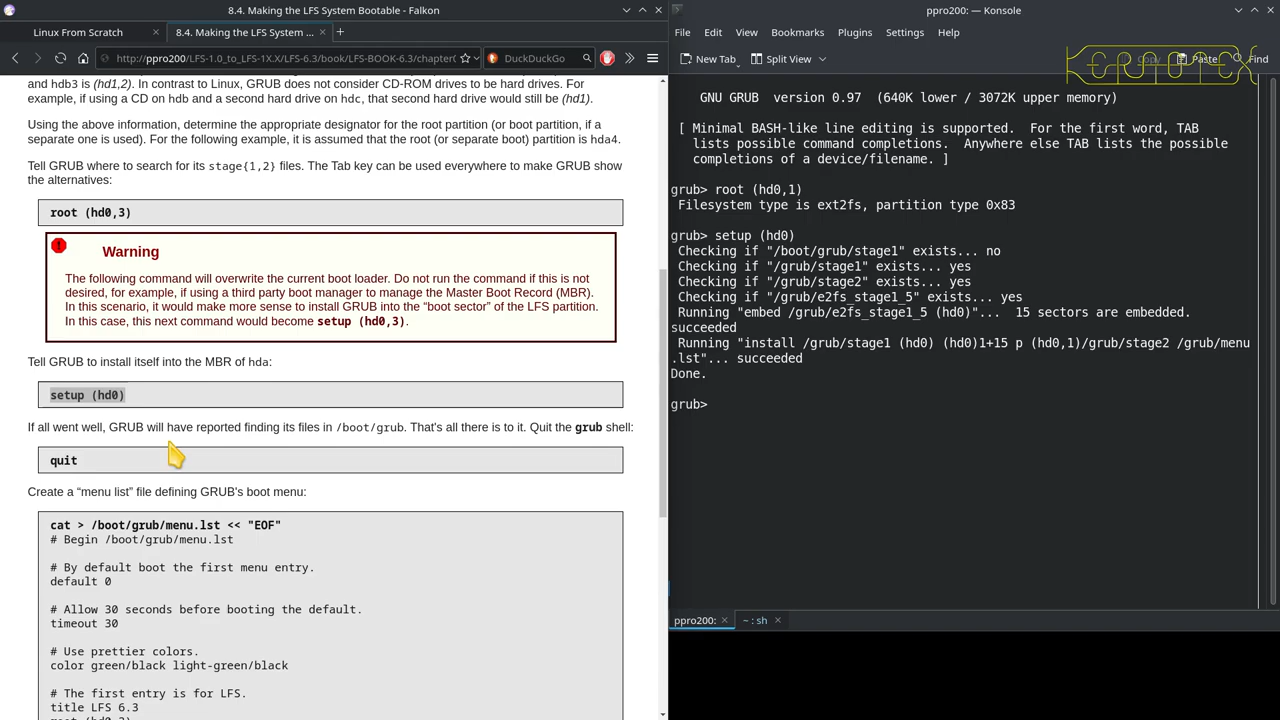 8.4. Making the LFS System Bootable - Falkon
Linux From Scratch
8.4. Making the LFS System ...
http://ppro200/LFS-1.0_to_LFS-1X.X/LFS-6.3/book/LFS-BOOK-6.3/chapter(
DuckDuckGo
and hdb3 is (hd1,2). In contrast to Linux, GRUB does not consider CD-ROM drives to be hard drives. For
example, if using a CD on hdb and a second hard drive on hdc, that second hard drive would still be (hd1).
Using the above information, determine the appropriate designator for the root partition (or boot partition, if a
separate one is used). For the following example, it is assumed that the root (or separate boot) partition is hda4.
Tell GRUB where to search for its stage{1,2} files. The Tab key can be used everywhere to make GRUB show
the alternatives:
root (hd0,3)
Warning
The following command will overwrite the current boot loader. Do not run the command if this is not
desired, for example, if using a third party boot manager to manage the Master Boot Record (MBR).
In this scenario, it would make more sense to install GRUB into the “boot sector” of the LFS partition.
In this case, this next command would become setup (hd0,3).
Tell GRUB to install itself into the MBR of hda:
setup (hd0)
If all went well, GRUB will have reported finding its files in /boot/grub. That's all there is to it. Quit the grub shell:
quit
Create a “menu list” file defining GRUB's boot menu:
cat > /boot/grub/menu.lst << "EOF"
# Begin /boot/grub/menu.lst
# By default boot the first menu entry.
default 0
# Allow 30 seconds before booting the default.
timeout 30
# Use prettier colors.
color green/black light-green/black
# The first entry is for LFS.
title LFS 6.3
root (hd0,3)
ppro200: — Konsole
File Edit View Bookmarks Plugins Settings Help
New Tab Split View Copy Paste Find
GNU GRUB version 0.97 (640K lower / 3072K upper memory)
[ Minimal BASH-like line editing is supported. For the first word, TAB
lists possible command completions. Anywhere else TAB lists the possible
completions of a device/filename. ]
grub> root (hd0,1)
Filesystem type is ext2fs, partition type 0x83
grub> setup (hd0)
Checking if "/boot/grub/stage1" exists... no
Checking if "/grub/stage1" exists... yes
Checking if "/grub/stage2" exists... yes
Checking if "/grub/e2fs_stage1_5" exists... yes
Running "embed /grub/e2fs_stage1_5 (hd0)"... 15 sectors are embedded.
succeeded
Running "install /grub/stage1 (hd0) (hd0)1+15 p (hd0,1)/grub/stage2 /grub/menu
.lst"... succeeded
Done.
grub>
ppro200:
~ : sh